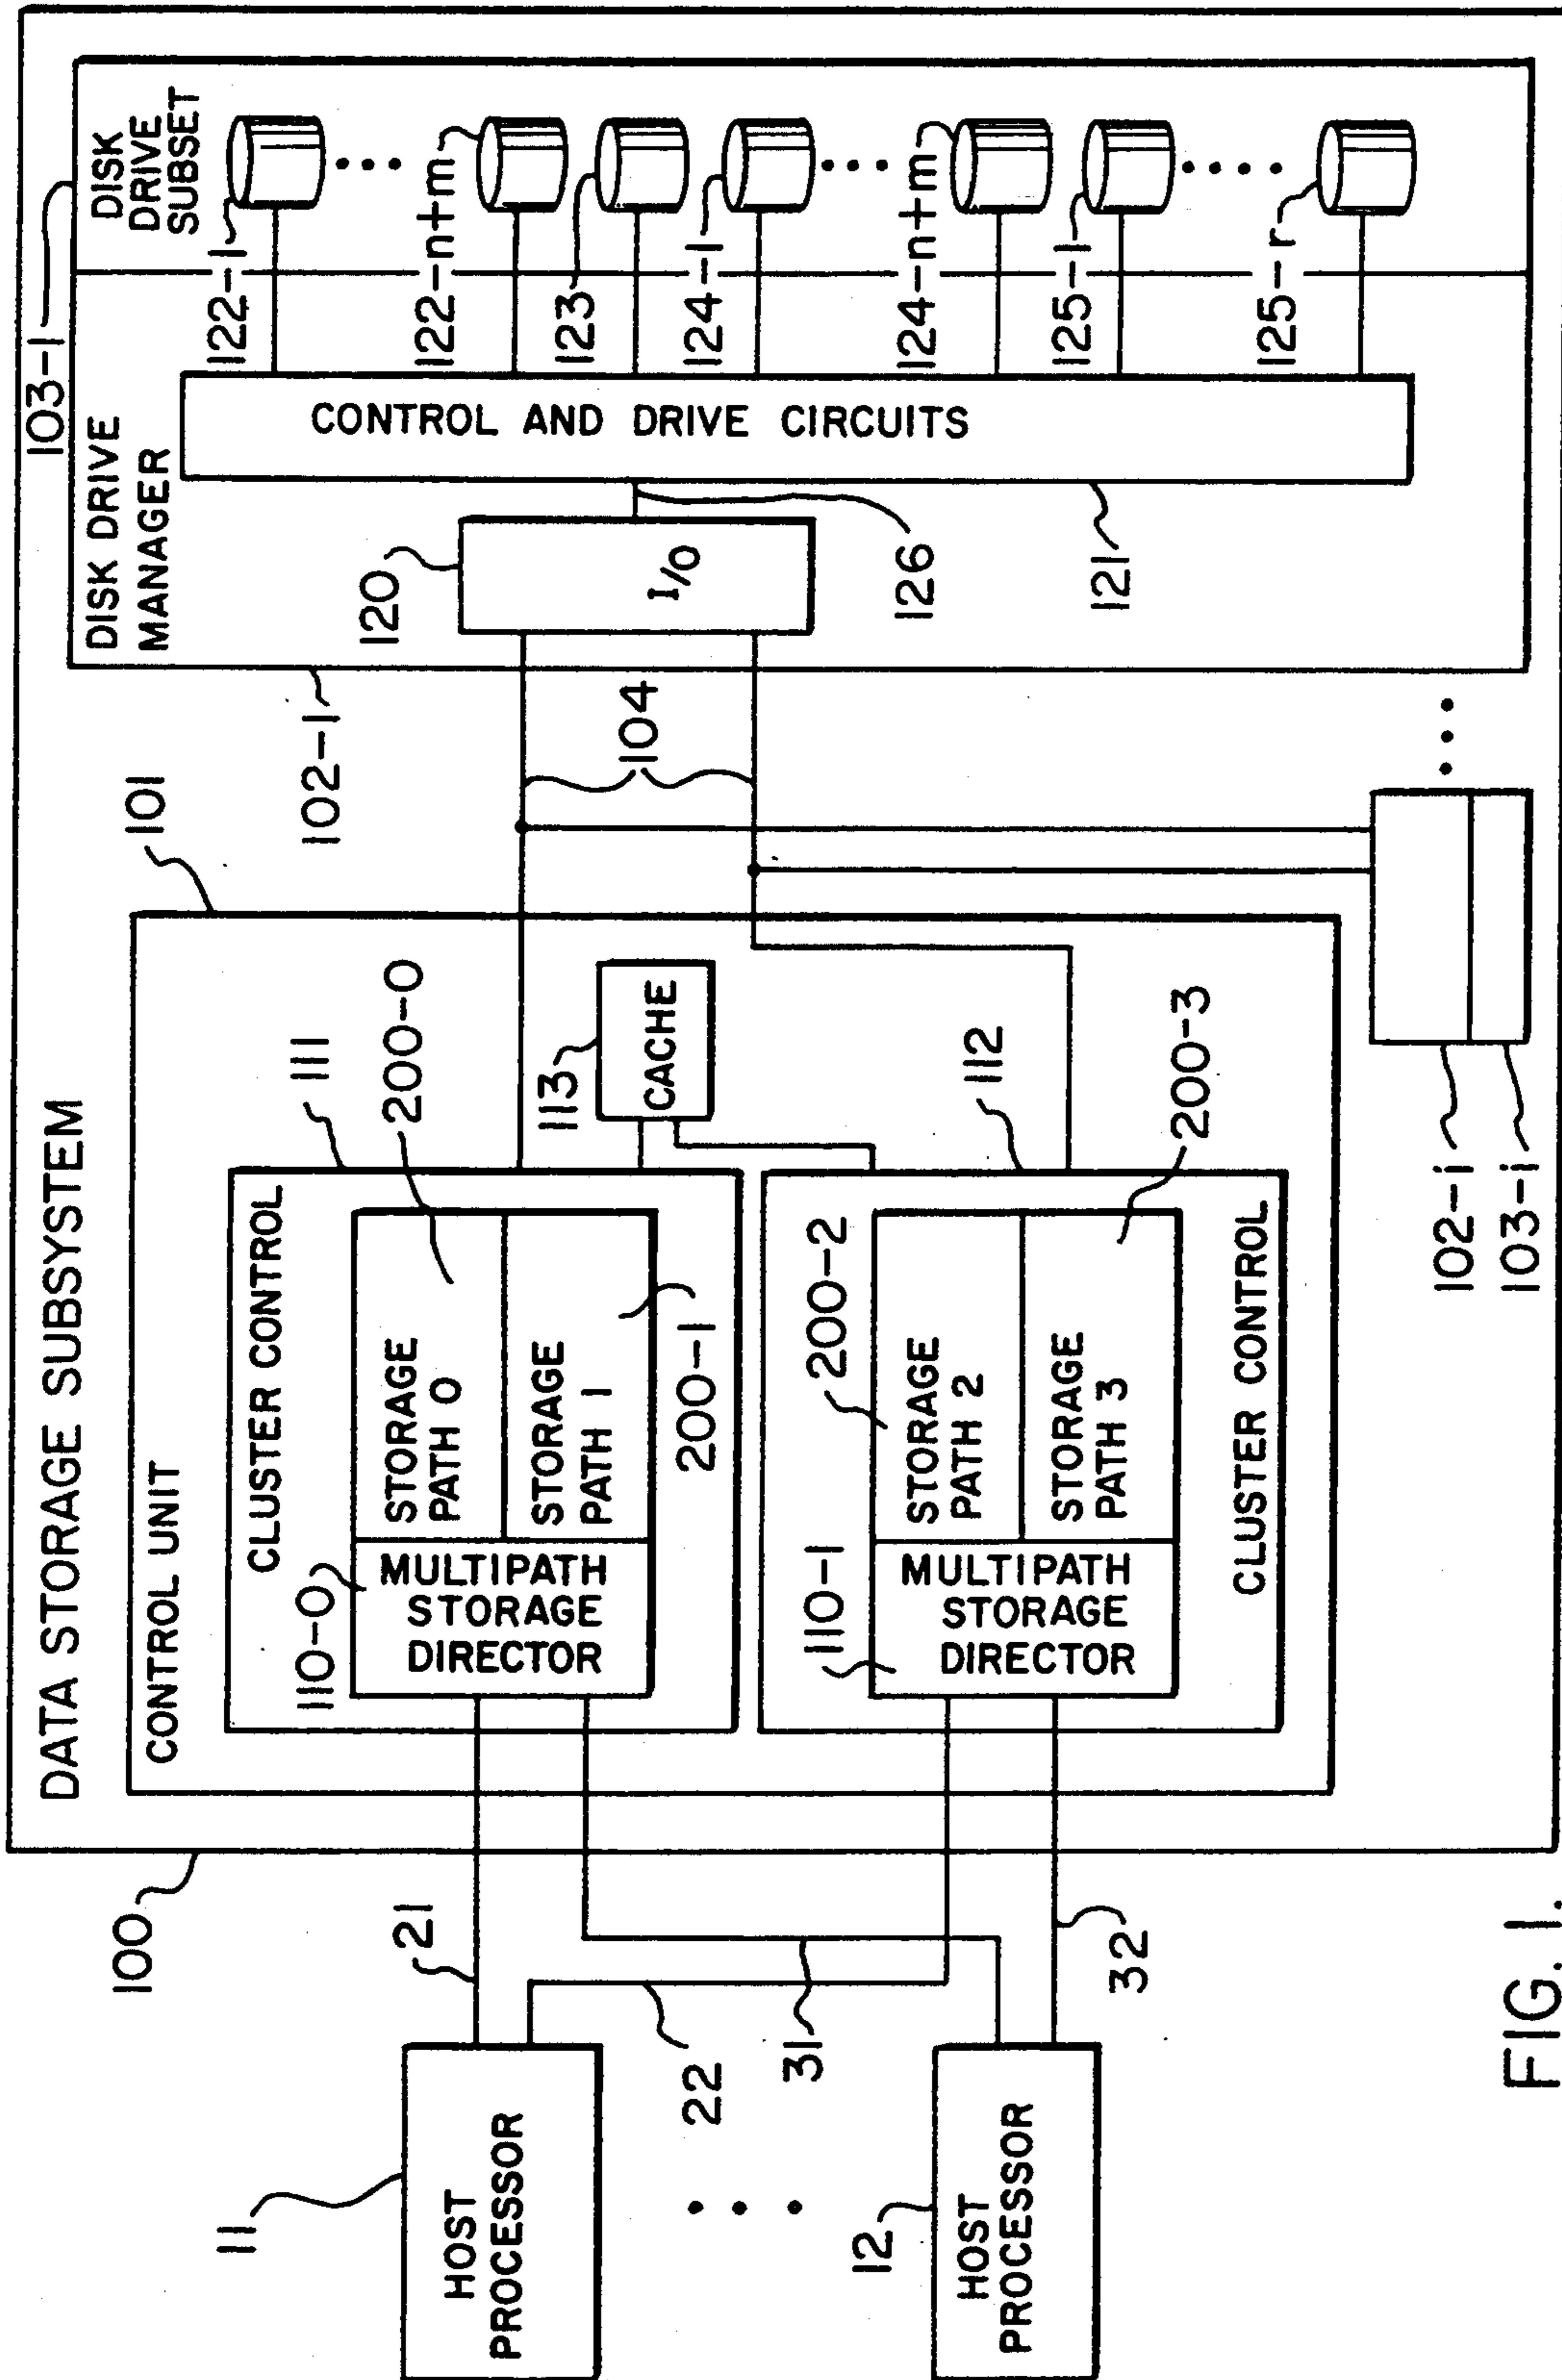 DATA STORAGE SUBSYSTEM
100
CONTROL UNIT
101
CLUSTER CONTROL
111
110-0
MULTIPATH
STORAGE
DIRECTOR
STORAGE
PATH 0
200-0
STORAGE
PATH 1
200-1
113
CACHE
110-1
MULTIPATH
STORAGE
DIRECTOR
200-2
STORAGE
PATH 2
STORAGE
PATH 3
200-3
112
CLUSTER CONTROL
11
HOST
PROCESSOR
12
HOST
PROCESSOR
21
22
31
32
104
102-1
103-1
DISK DRIVE
MANAGER
DISK
DRIVE
SUBSET
120
I/O
126
CONTROL AND DRIVE CIRCUITS
121
122-1
122-n+m
123
124-1
124-n+m
125-1
125-r
102-i
103-i
FIG. 1.